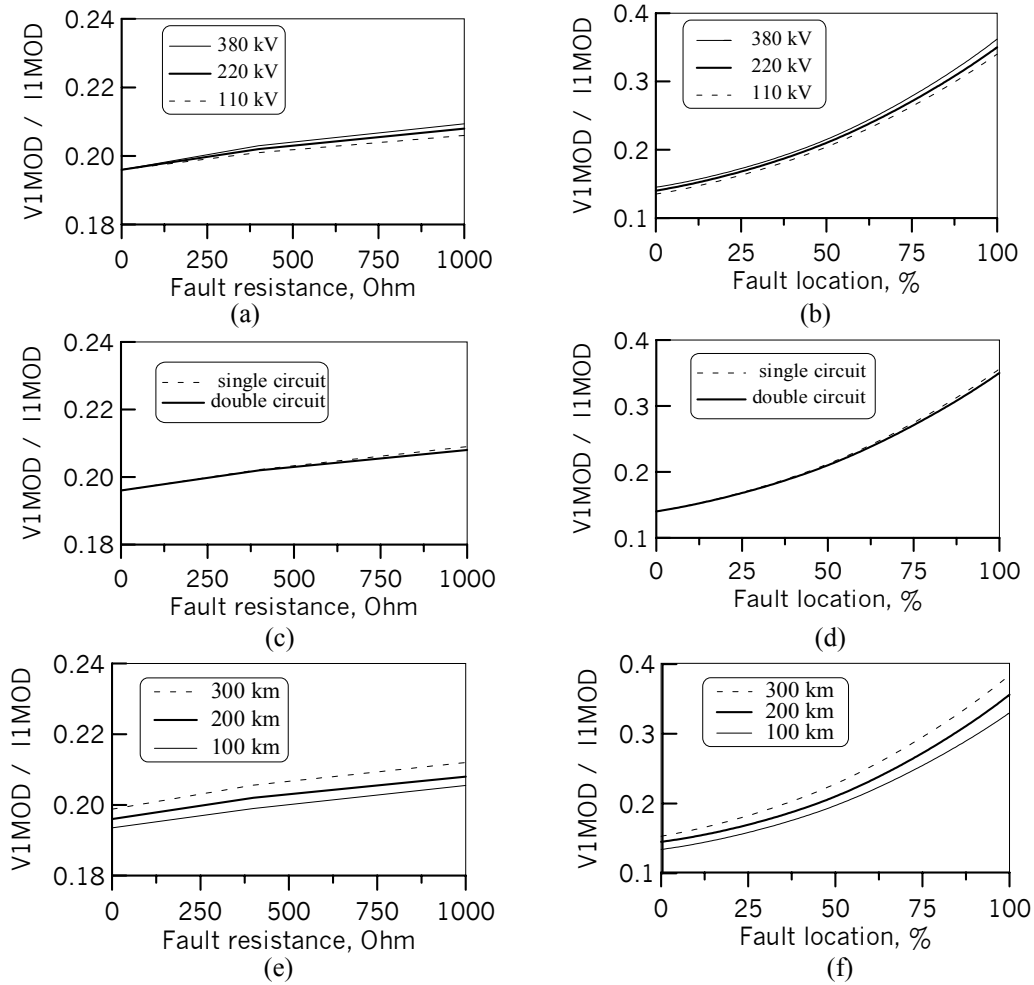 V1MOD / I1MOD
0.24
0.22
0.20
0.18
380 kV
220 kV
110 kV
0 250 500 750 1000
Fault resistance, Ohm
(a)
V1MOD / I1MOD
0.4
0.3
0.2
0.1
380 kV
220 kV
110 kV
0 25 50 75 100
Fault location, %
(b)
V1MOD / I1MOD
0.24
0.22
0.20
0.18
single circuit
double circuit
0 250 500 750 1000
Fault resistance, Ohm
(c)
V1MOD / I1MOD
0.4
0.3
0.2
0.1
single circuit
double circuit
0 25 50 75 100
Fault location, %
(d)
V1MOD / I1MOD
0.24
0.22
0.20
0.18
300 km
200 km
100 km
0 250 500 750 1000
Fault resistance, Ohm
(e)
V1MOD / I1MOD
0.4
0.3
0.2
0.1
300 km
200 km
100 km
0 25 50 75 100
Fault location, %
(f)